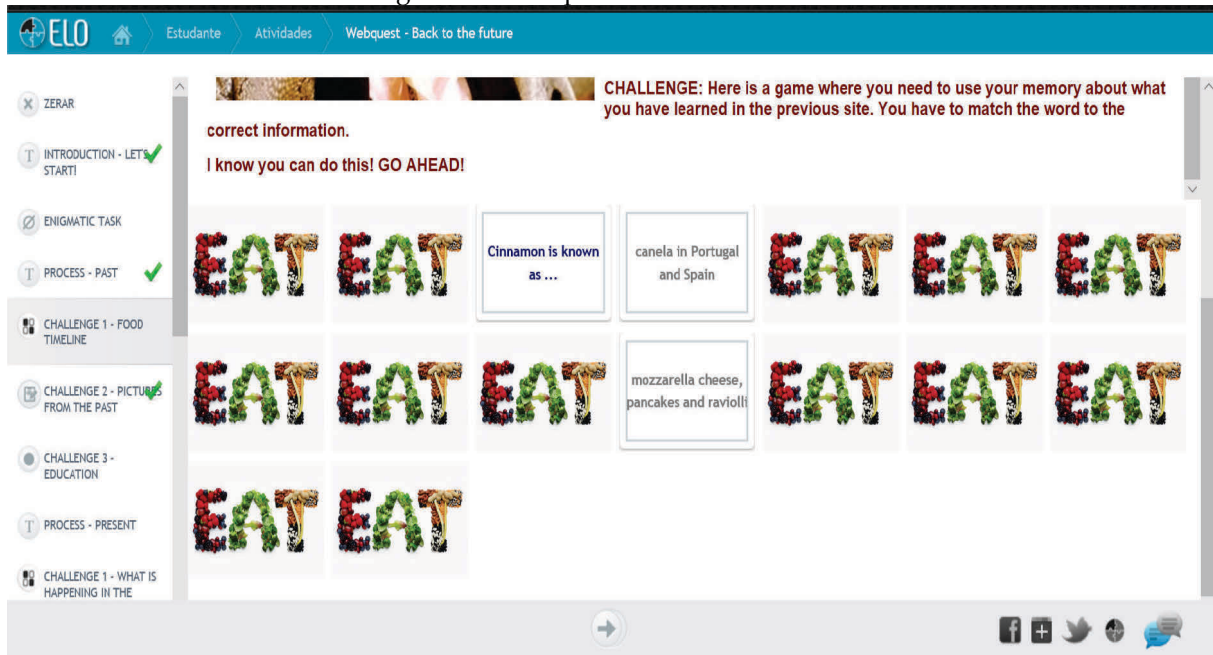 ELO
Estudante
Atividades
Webquest - Back to the future
ZERAR
INTRODUCTION - LET'S
START!
ENIGMATIC TASK
PROCESS - PAST
CHALLENGE 1 - FOOD
TIMELINE
CHALLENGE 2 - PICTURES
FROM THE PAST
CHALLENGE 3 -
EDUCATION
PROCESS - PRESENT
CHALLENGE 1 - WHAT IS
HAPPENING IN THE
CHALLENGE: Here is a game where you need to use your memory about what
you have learned in the previous site. You have to match the word to the
correct information.
I know you can do this! GO AHEAD!
EAT
EAT
Cinnamon is known
as ...
canela in Portugal
and Spain
EAT
EAT
EAT
EAT
EAT
EAT
mozzarella cheese,
pancakes and raviolli
EAT
EAT
EAT
EAT
EAT